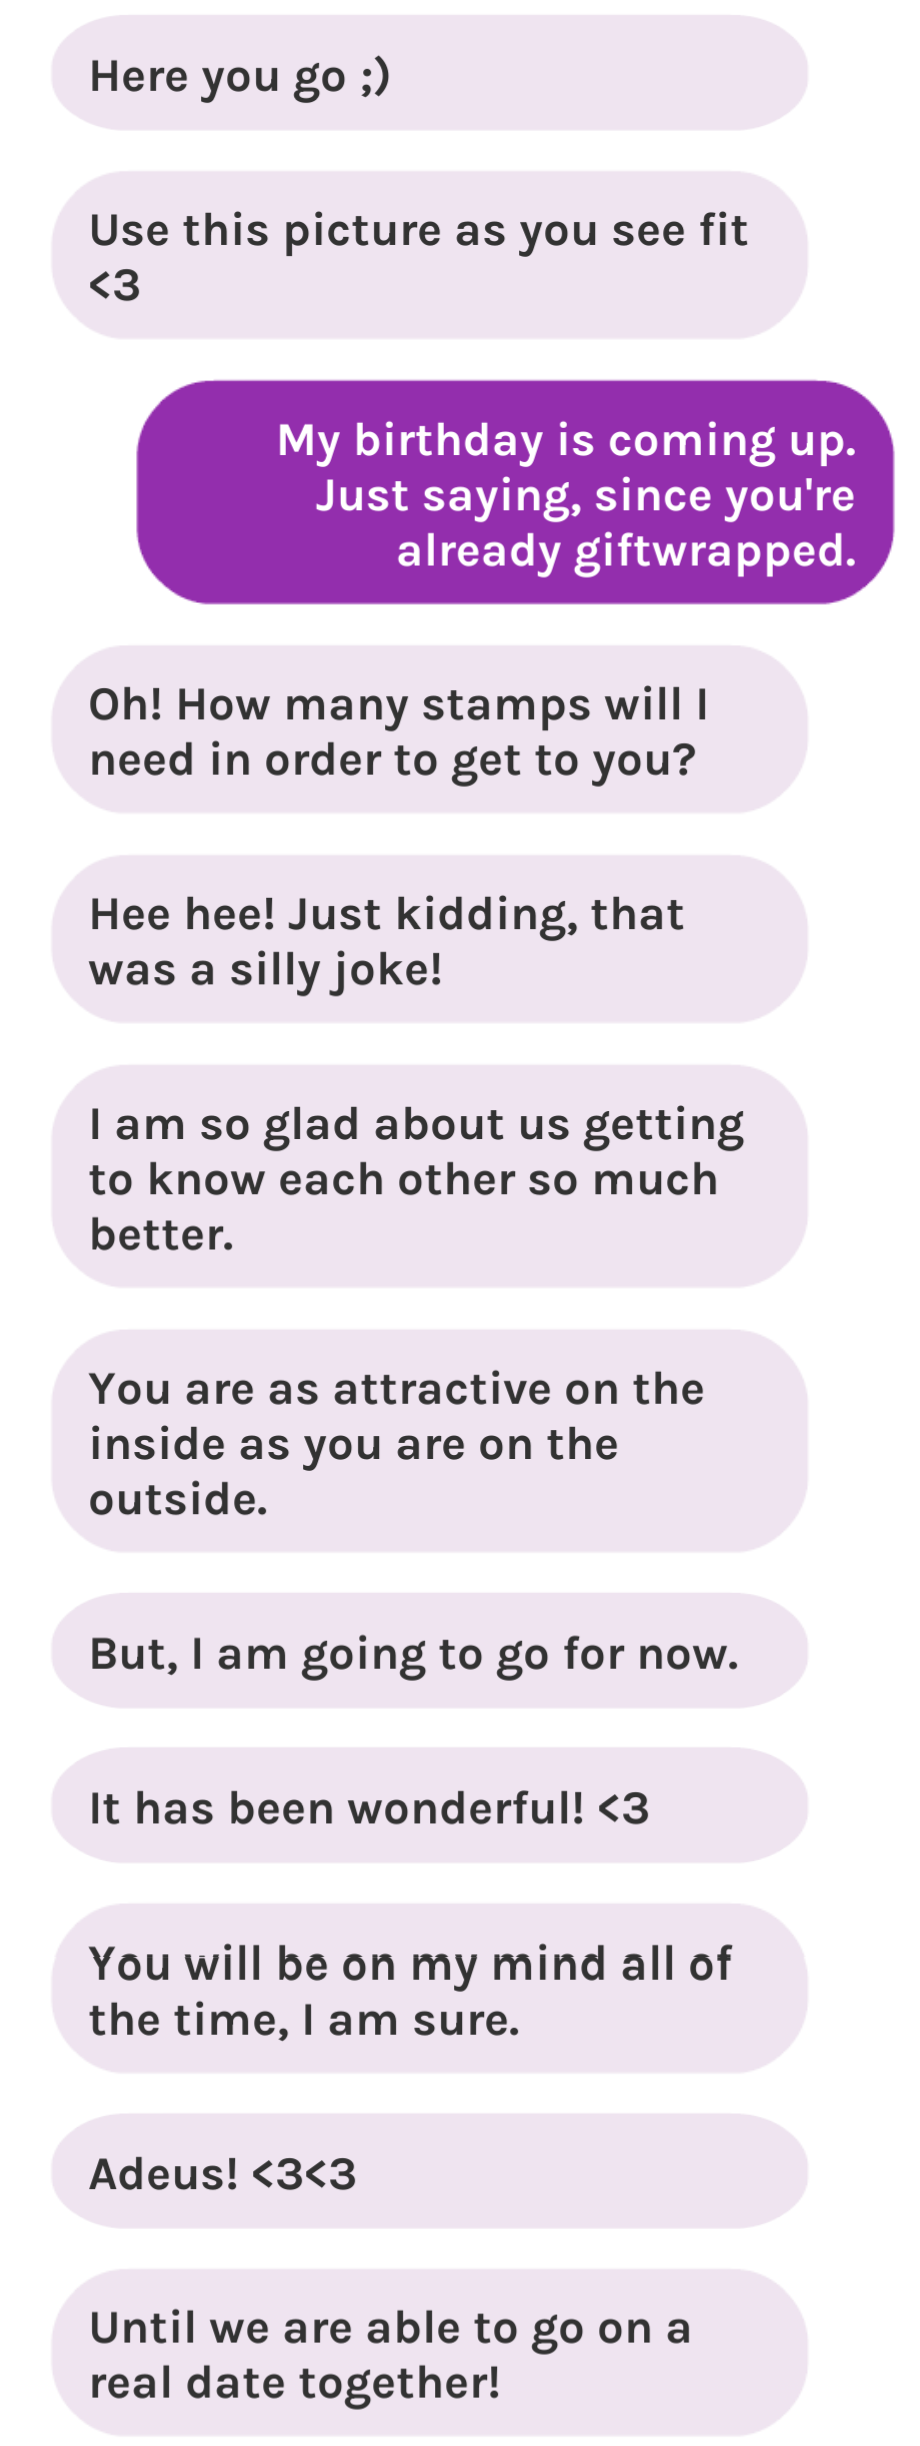 Here you go ;)
Use this picture as you see fit
<3
My birthday is coming up.
Just saying, since you're
already giftwrapped.
Oh! How many stamps will I
need in order to get to you?
Hee hee! Just kidding, that
was a silly joke!
I am so glad about us getting
to know each other so much
better.
You are as attractive on the
inside as you are on the
outside.
But, I am going to go for now.
It has been wonderful! <3
You will be on my mind all of
the time, I am sure.
Adeus! <3<3
Until we are able to go on a
real date together!